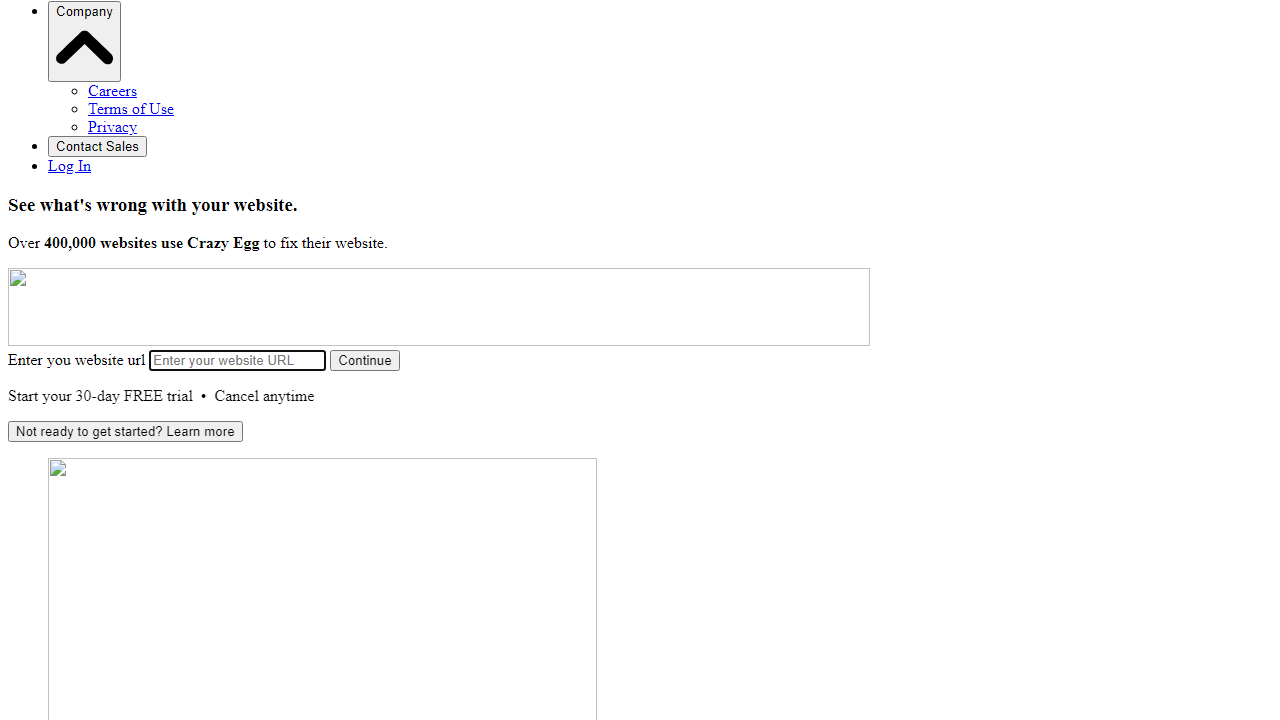 Company
Careers
Terms of Use
Privacy
Contact Sales
Log In
See what's wrong with your website.
Over 400,000 websites use Crazy Egg to fix their website.
Enter you website url Enter your website URL Continue
Start your 30-day FREE trial • Cancel anytime
Not ready to get started? Learn more